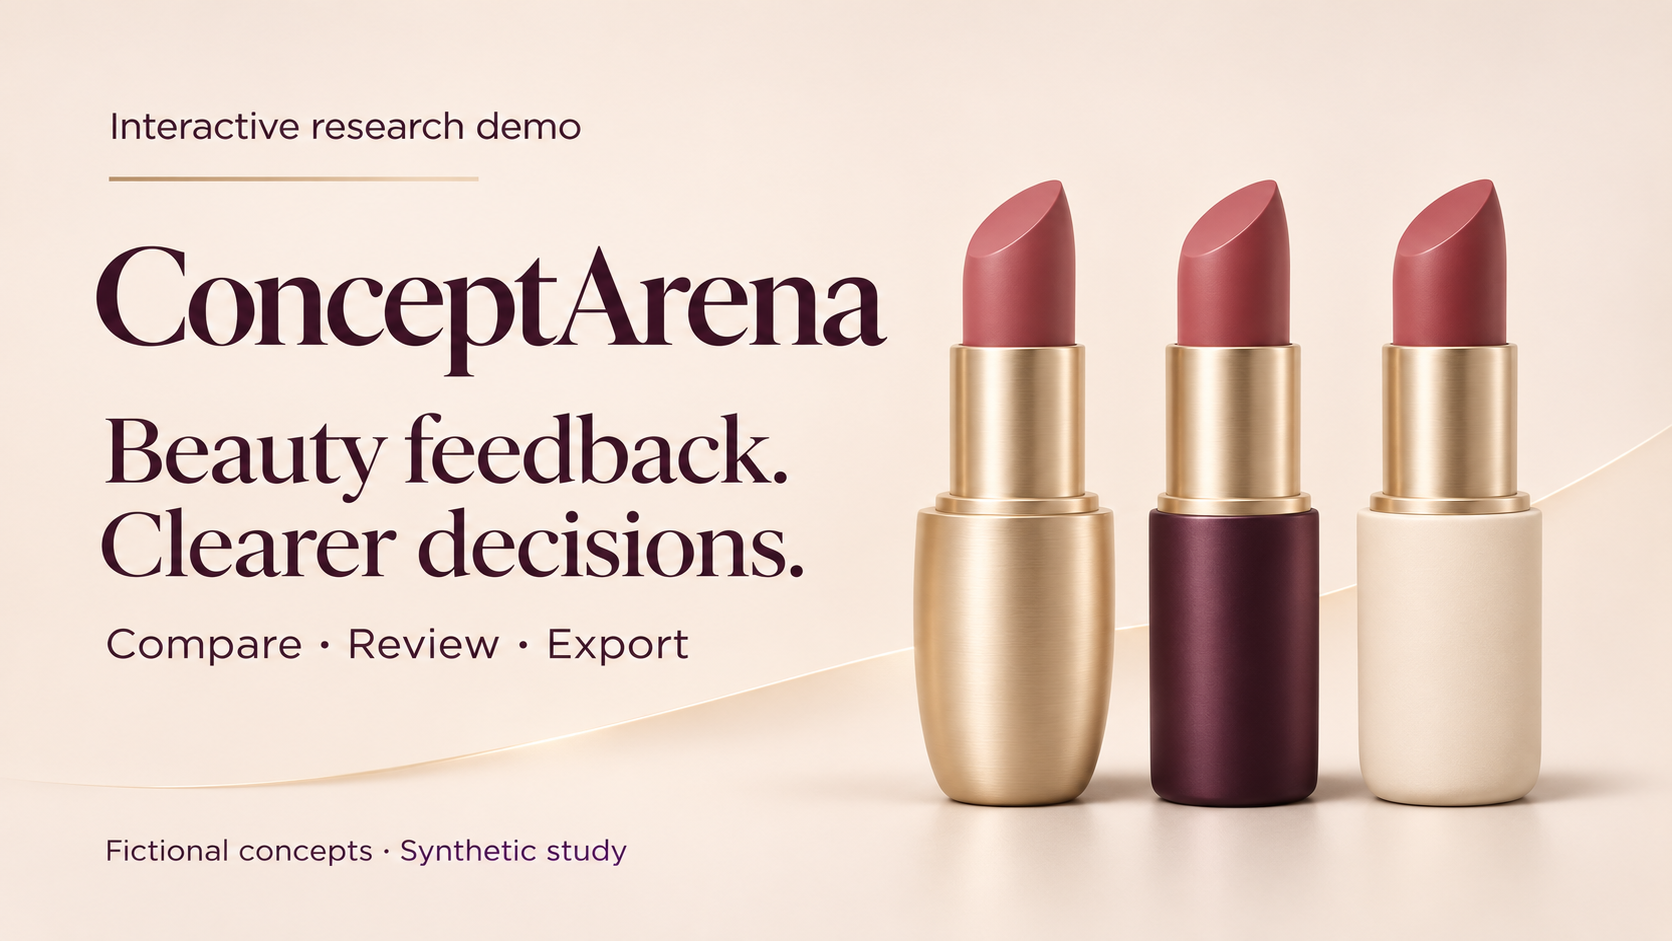 Interactive research demo
ConceptArena
Beauty feedback.
Clearer decisions.
Compare · Review · Export
Fictional concepts · Synthetic study